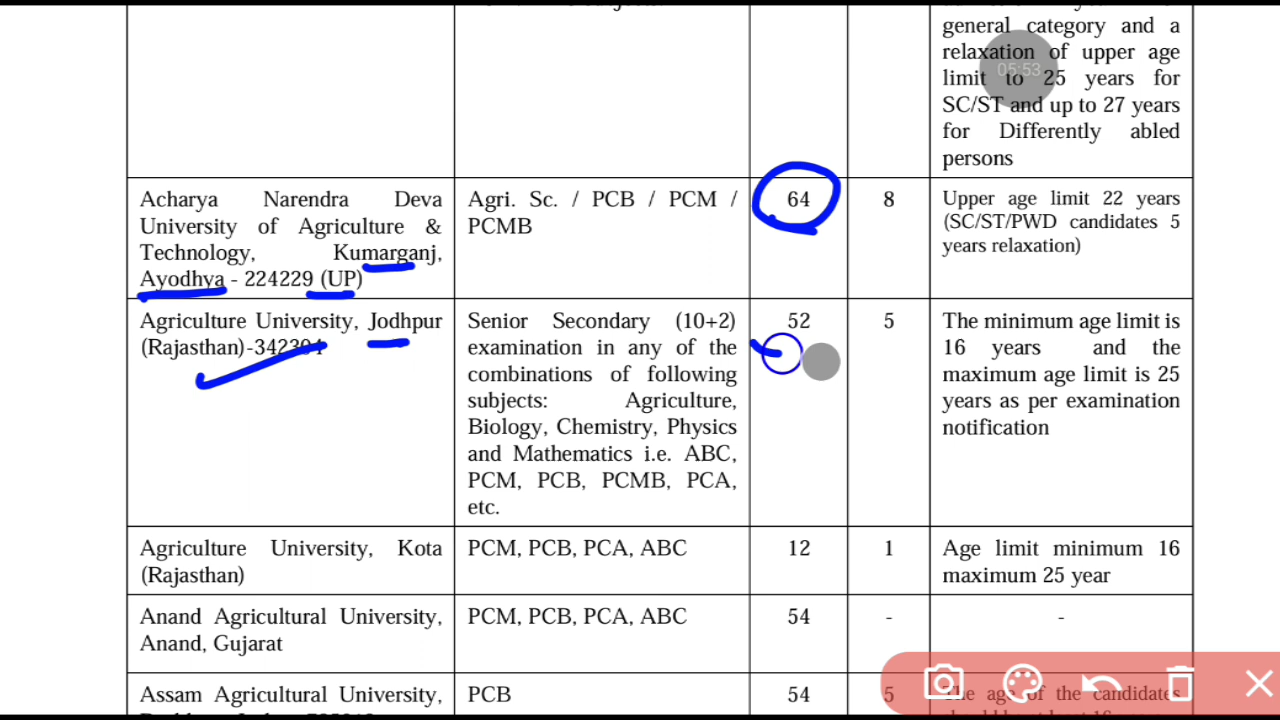 general category and a
relaxation of upper age
limit to 25 years for
SC/ST and up to 27 years
for Differently abled
persons
05:53
Acharya Narendra Deva
University of Agriculture &
Technology, Kumarganj,
Ayodhya - 224229 (UP)
Agri. Sc. / PCB / PCM /
PCMB
64
8
Upper age limit 22 years
(SC/ST/PWD candidates 5
years relaxation)
Agriculture University, Jodhpur
(Rajasthan)-342304
Senior Secondary (10+2)
examination in any of the
combinations of following
subjects: Agriculture,
Biology, Chemistry, Physics
and Mathematics i.e. ABC,
PCM, PCB, PCMB, PCA,
etc.
52
5
The minimum age limit is
16 years and the
maximum age limit is 25
years as per examination
notification
Agriculture University, Kota
(Rajasthan)
PCM, PCB, PCA, ABC
12
1
Age limit minimum 16
maximum 25 year
Anand Agricultural University,
Anand, Gujarat
PCM, PCB, PCA, ABC
54
-
-
Assam Agricultural University,
PCB
54
5
The age of the candidates